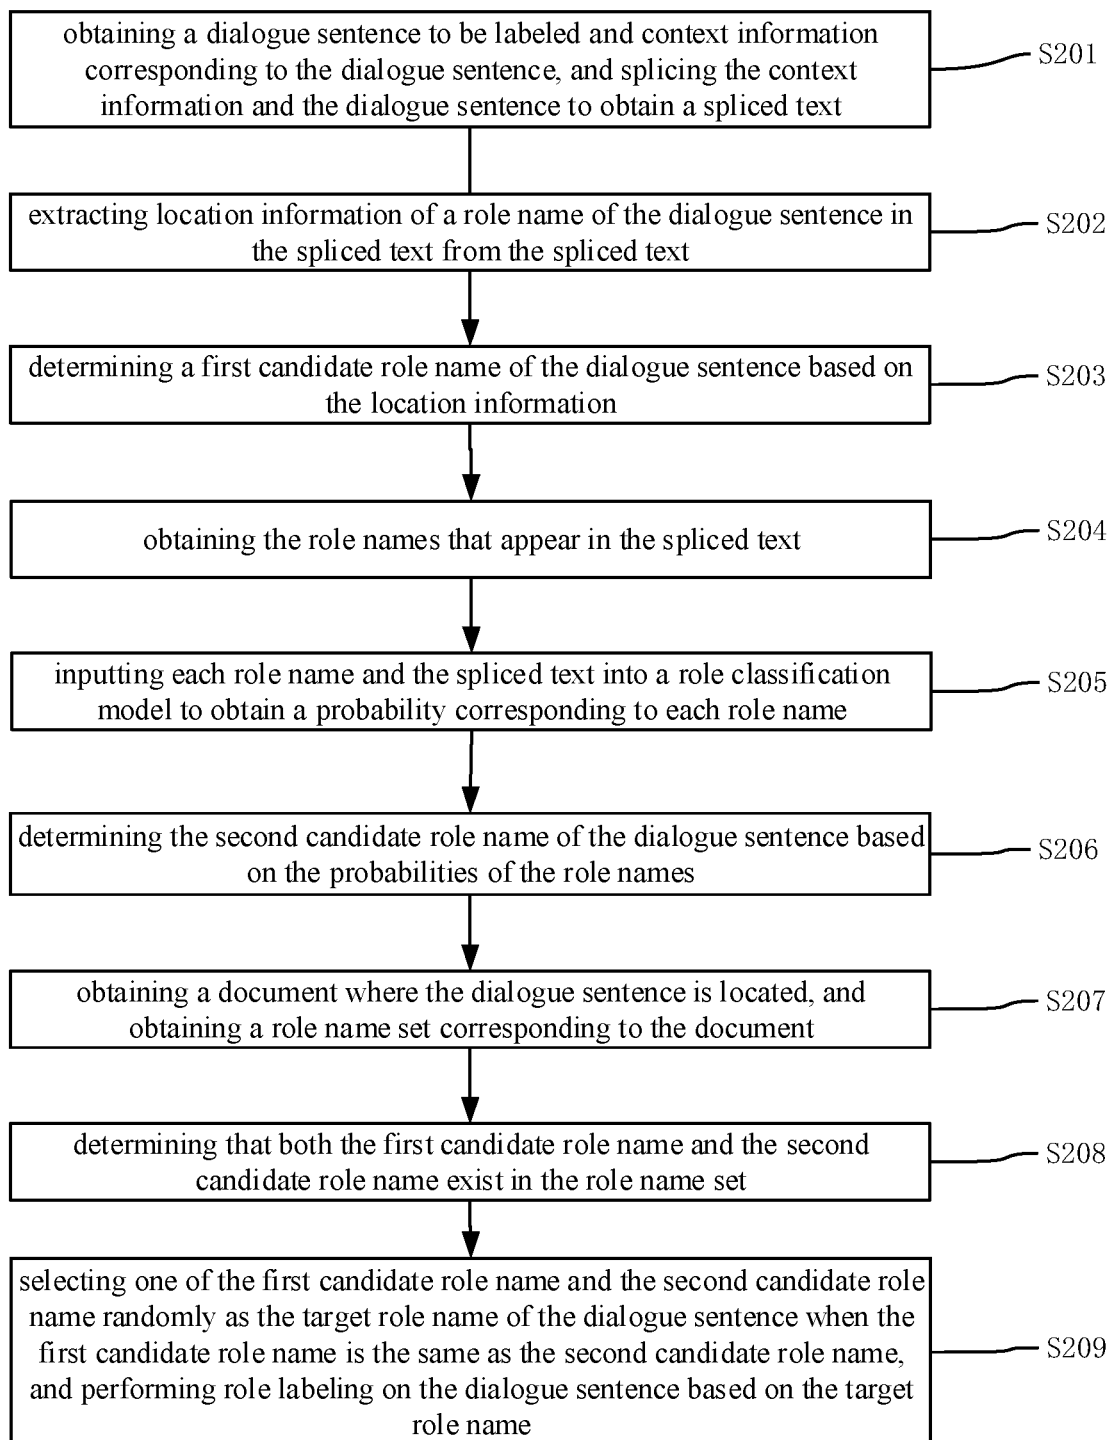 obtaining a dialogue sentence to be labeled and context information
corresponding to the dialogue sentence, and splicing the context
information and the dialogue sentence to obtain a spliced text
S201
extracting location information of a role name of the dialogue sentence in
the spliced text from the spliced text
S202
determining a first candidate role name of the dialogue sentence based on
the location information
S203
obtaining the role names that appear in the spliced text
S204
inputting each role name and the spliced text into a role classification
model to obtain a probability corresponding to each role name
S205
determining the second candidate role name of the dialogue sentence based
on the probabilities of the role names
S206
obtaining a document where the dialogue sentence is located, and
obtaining a role name set corresponding to the document
S207
determining that both the first candidate role name and the second
candidate role name exist in the role name set
S208
selecting one of the first candidate role name and the second candidate role
name randomly as the target role name of the dialogue sentence when the
first candidate role name is the same as the second candidate role name,
and performing role labeling on the dialogue sentence based on the target
role name
S209